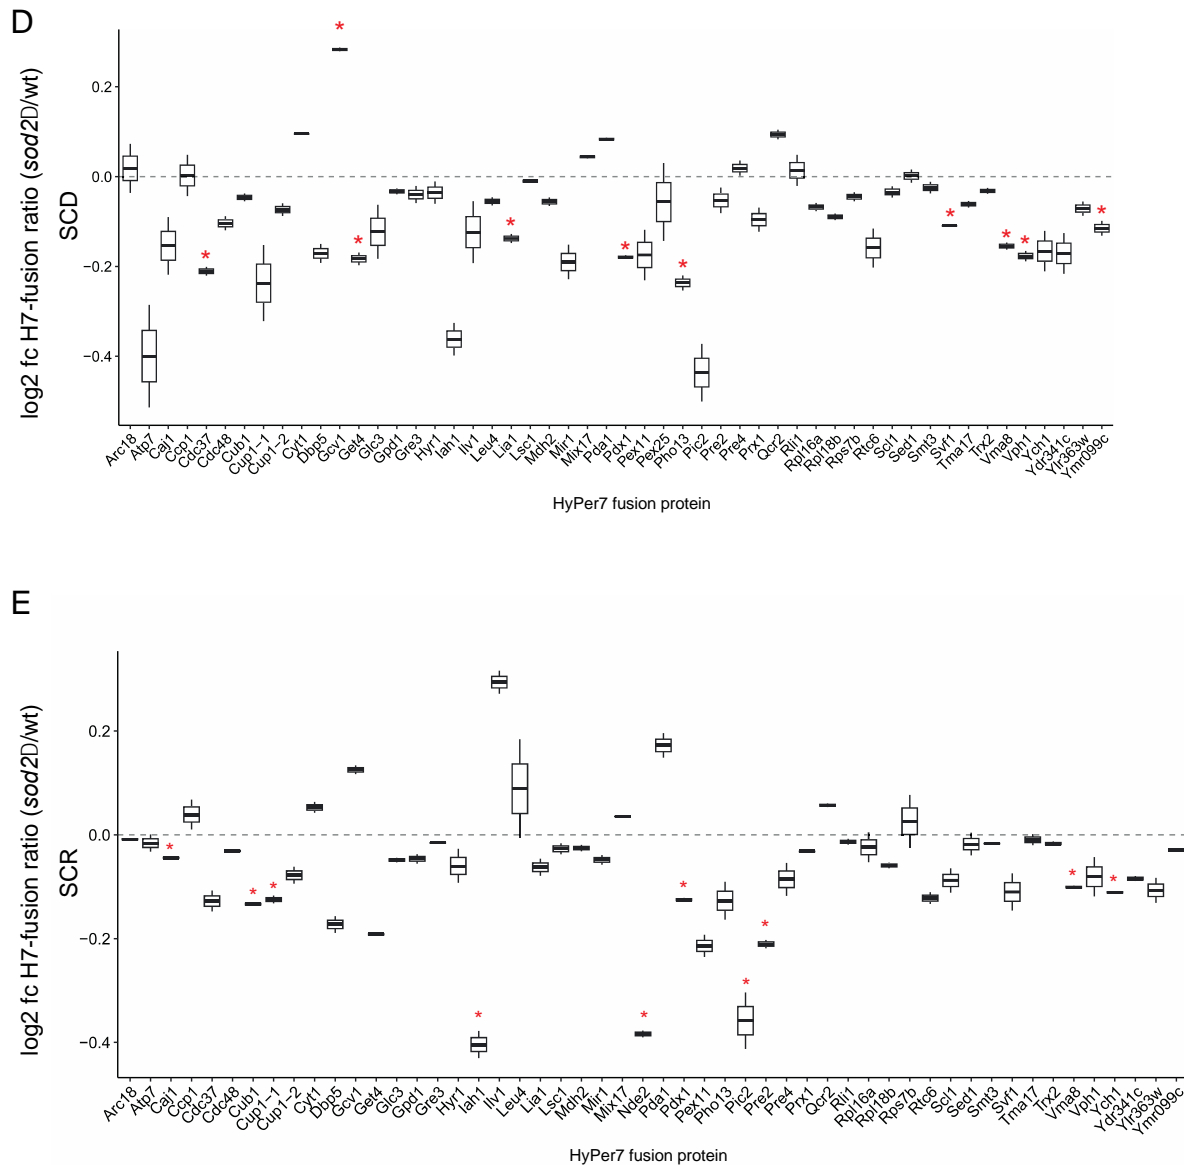 D
log2 fc H7-fusion ratio (sod2D/wt)
SCD
0.2
0.0
−0.2
−0.4
*
*
*
*
*
*
*
*
*
*
Arc18 Atp7 Caj1 Ccp1 Cdc37 Cdc48 Cub1 Cup1−1 Cup1−2 Cyt1 Dbp5 Gcv1 Get4 Glc3 Gpd1 Gre3 Hyr1 Iah1 Ilv1 Leu4 Lia1 Lsc1 Mdh2 Mir1 Mix17 Pda1 Pdx1 Pex11 Pex25 Pho13 Pic2 Pre2 Pre4 Prx1 Qcr2 Rli1 Rpl16a Rpl18b Rps7b Rtc6 Scl1 Sed1 Smt3 Svf1 Tma17 Trx2 Vma8 Vph1 Ych1 Ydr341c Ylr363w Ymr099c
HyPer7 fusion protein
E
log2 fc H7-fusion ratio (sod2D/wt)
SCR
0.2
0.0
−0.2
−0.4
*
*
*
*
*
*
*
*
*
*
Arc18 Atp7 Caj1 Ccp1 Cdc37 Cdc48 Cub1 Cup1−1 Cup1−2 Cyt1 Dbp5 Gcv1 Get4 Glc3 Gpd1 Gre3 Hyr1 Iah1 Ilv1 Leu4 Lia1 Lsc1 Mdh2 Mir1 Mix17 Nde2 Pda1 Pdx1 Pex11 Pho13 Pic2 Pre2 Pre4 Prx1 Qcr2 Rli1 Rpl16a Rpl18b Rps7b Rtc6 Scl1 Sed1 Smt3 Svf1 Tma17 Trx2 Vma8 Vph1 Ych1 Ydr341c Ylr363w Ymr099c
HyPer7 fusion protein